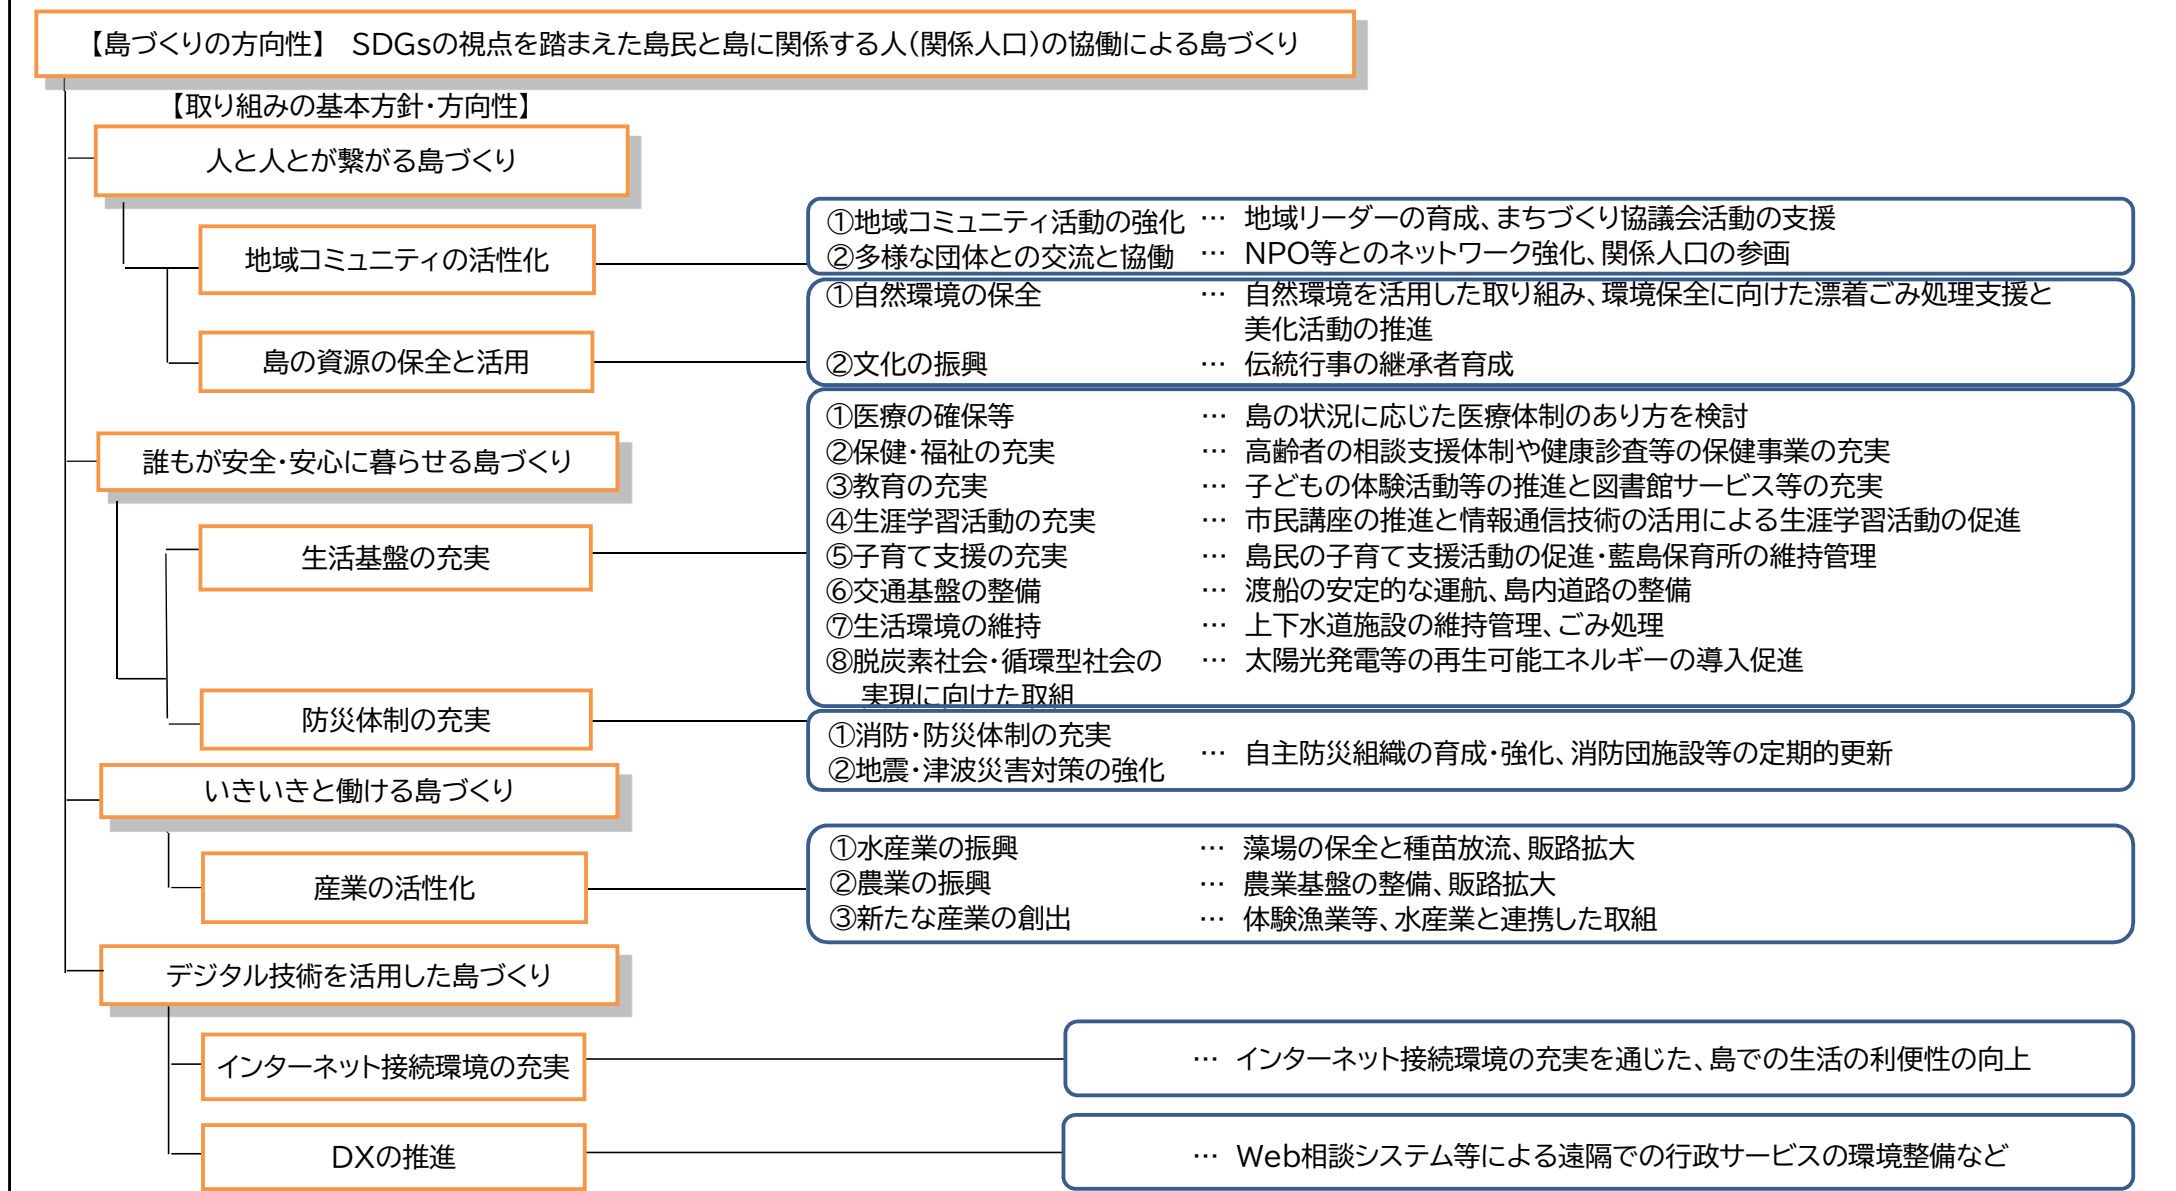 【島づくりの方向性】 SDGsの視点を踏まえた島民と島に関係する人(関係人口)の協働による島づくり
【取り組みの基本方針・方向性】
人と人とが繋がる島づくり
地域コミュニティの活性化
①地域コミュニティ活動の強化 … 地域リーダーの育成、まちづくり協議会活動の支援
②多様な団体との交流と協働 … NPO等とのネットワーク強化、関係人口の参画
島の資源の保全と活用
①自然環境の保全 … 自然環境を活用した取り組み、環境保全に向けた漂着ごみ処理支援と
美化活動の推進
②文化の振興 … 伝統行事の継承者育成
誰もが安全・安心に暮らせる島づくり
生活基盤の充実
①医療の確保等 … 島の状況に応じた医療体制のあり方を検討
②保健・福祉の充実 … 高齢者の相談支援体制や健康診査等の保健事業の充実
③教育の充実 … 子どもの体験活動等の推進と図書館サービス等の充実
④生涯学習活動の充実 … 市民講座の推進と情報通信技術の活用による生涯学習活動の促進
⑤子育て支援の充実 … 島民の子育て支援活動の促進・藍島保育所の維持管理
⑥交通基盤の整備 … 渡船の安定的な運航、島内道路の整備
⑦生活環境の維持 … 上下水道施設の維持管理、ごみ処理
⑧脱炭素社会・循環型社会の … 太陽光発電等の再生可能エネルギーの導入促進
実現に向けた取組
防災体制の充実
①消防・防災体制の充実
②地震・津波災害対策の強化
… 自主防災組織の育成・強化、消防団施設等の定期的更新
いきいきと働ける島づくり
産業の活性化
①水産業の振興 … 藻場の保全と種苗放流、販路拡大
②農業の振興 … 農業基盤の整備、販路拡大
③新たな産業の創出 … 体験漁業等、水産業と連携した取組
デジタル技術を活用した島づくり
インターネット接続環境の充実
… インターネット接続環境の充実を通じた、島での生活の利便性の向上
DXの推進
… Web相談システム等による遠隔での行政サービスの環境整備など